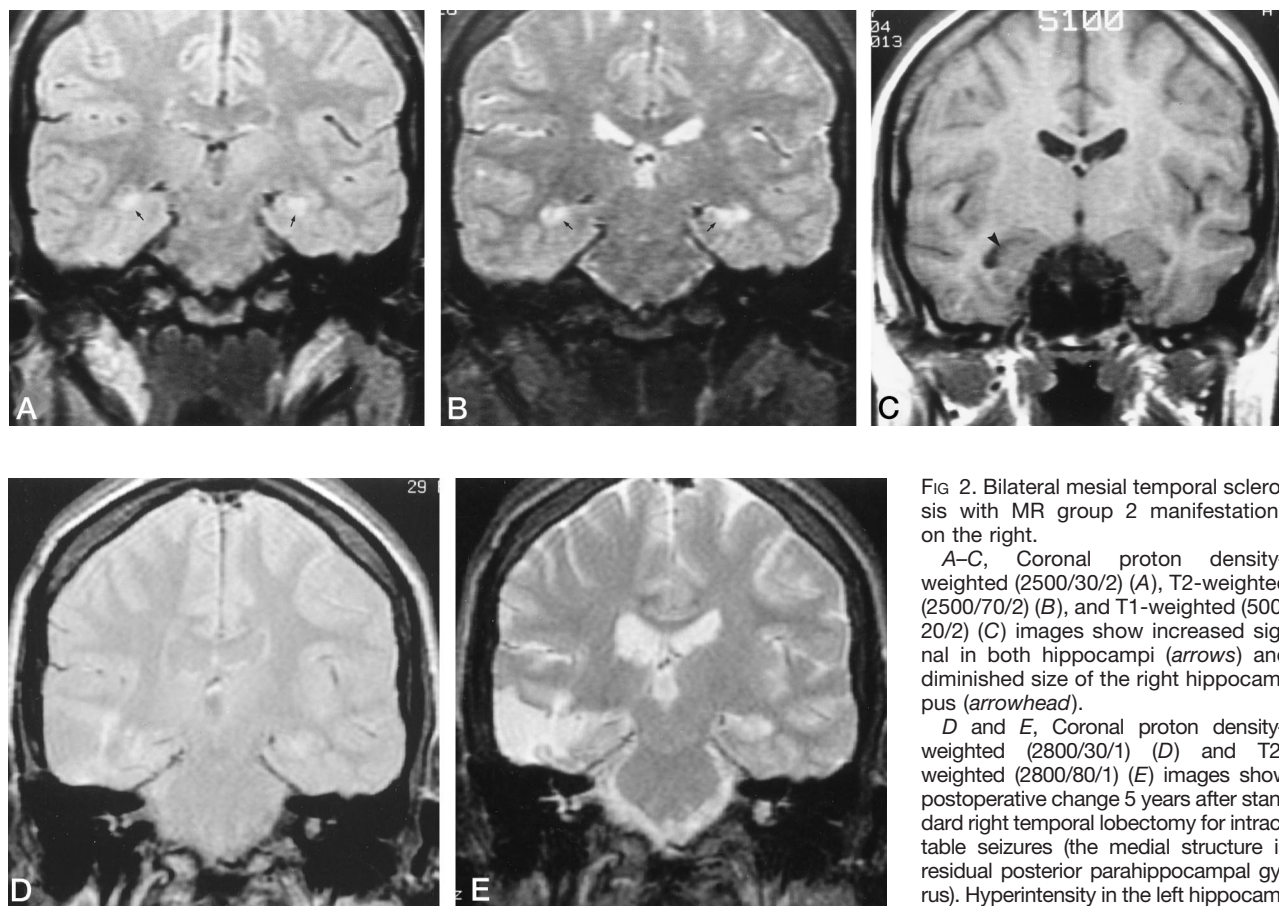 S100
04
013
A
B
C
29
D
E
z
FIG 2. Bilateral mesial temporal sclero
sis with MR group 2 manifestation
on the right.
A–C, Coronal proton density-
weighted (2500/30/2) (A), T2-weighted
(2500/70/2) (B), and T1-weighted (500
20/2) (C) images show increased sig
nal in both hippocampi (arrows) and
diminished size of the right hippocam
pus (arrowhead).
D and E, Coronal proton density-
weighted (2800/30/1) (D) and T2
weighted (2800/80/1) (E) images show
postoperative change 5 years after stan
dard right temporal lobectomy for intrac
table seizures (the medial structure i
residual posterior parahippocampal gy
rus). Hyperintensity in the left hippocam